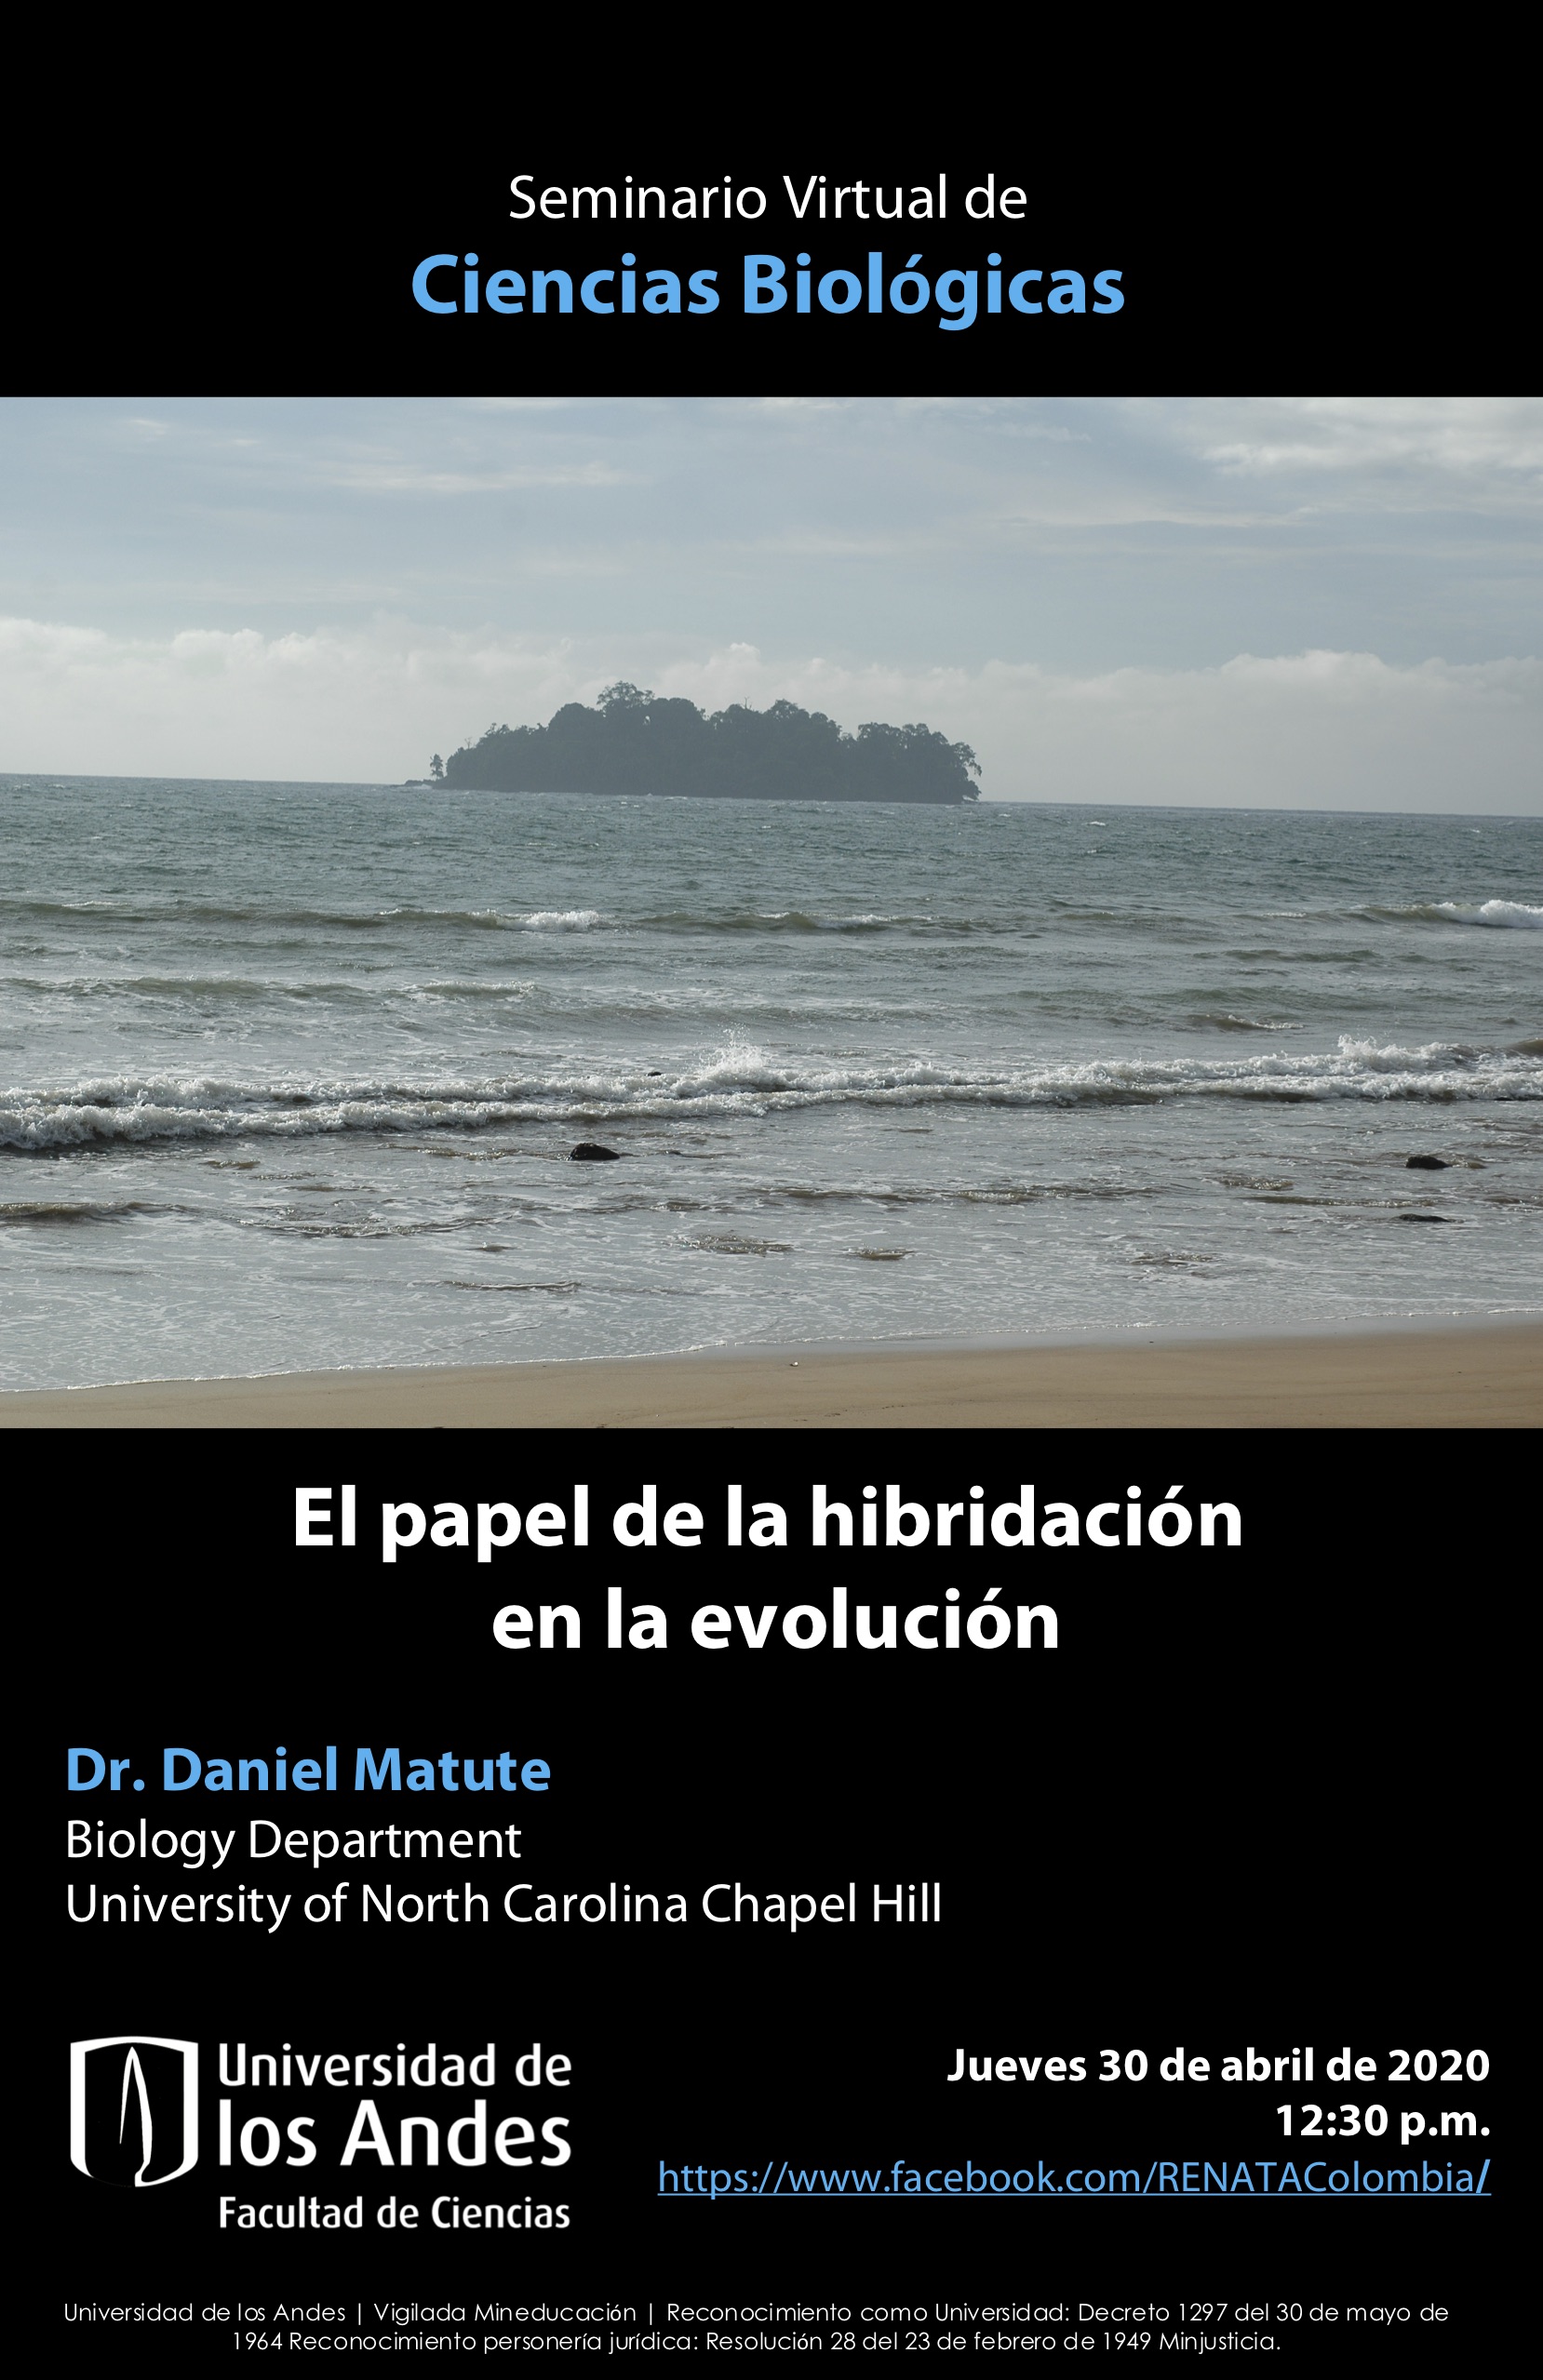 Seminario Virtual de
Ciencias Biológicas
El papel de la hibridación
en la evolución
Dr. Daniel Matute
Biology Department
University of North Carolina Chapel Hill
Universidad de
los Andes
Facultad de Ciencias
Jueves 30 de abril de 2020
12:30 p.m.
https://www.facebook.com/RENATAColombia/
Universidad de los Andes | Vigilada Mineducación | Reconocimiento como Universidad: Decreto 1297 del 30 de mayo de
1964 Reconocimiento personería jurídica: Resolución 28 del 23 de febrero de 1949 Minjusticia.